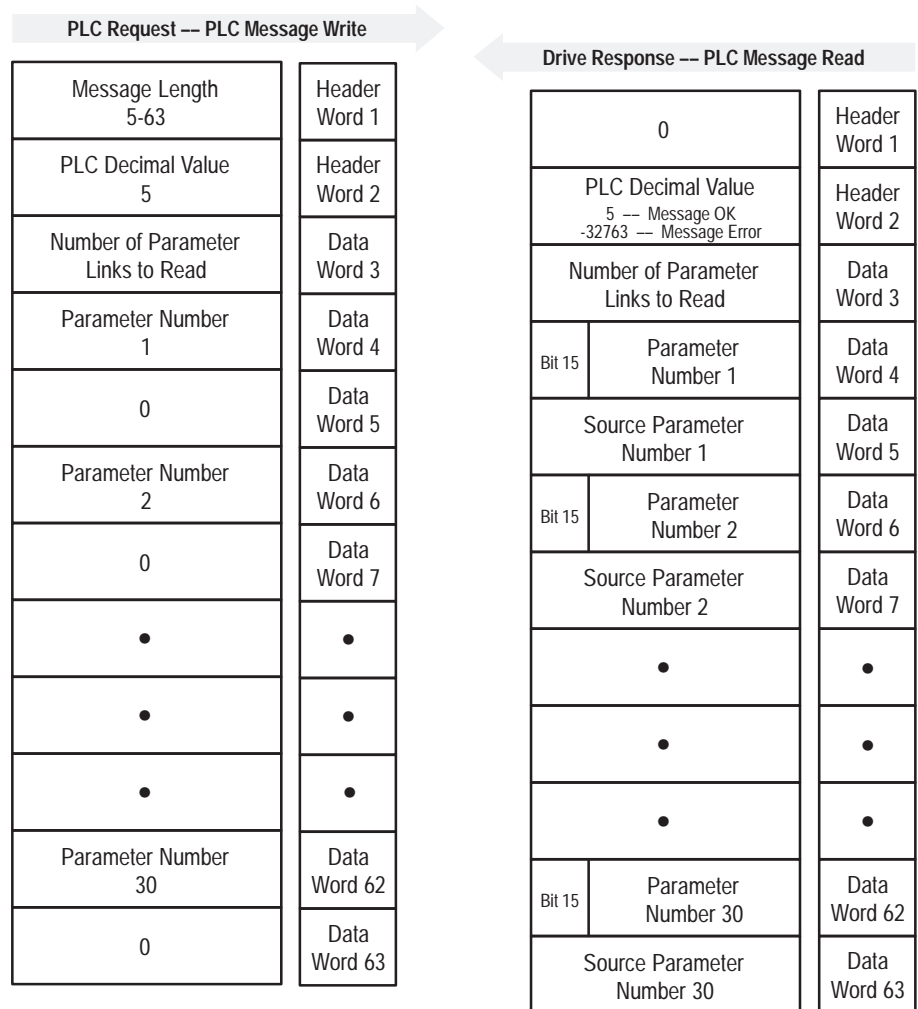 PLC Request –– PLC Message Write
Message Length
5-63
Header
Word 1
PLC Decimal Value
5
Header
Word 2
Number of Parameter
Links to Read
Data
Word 3
Parameter Number
1
Data
Word 4
0
Data
Word 5
Parameter Number
2
Data
Word 6
0
Data
Word 7
•
•
•
•
•
•
Parameter Number
30
Data
Word 62
0
Data
Word 63
Drive Response –– PLC Message Read
0
Header
Word 1
PLC Decimal Value
5 –– Message OK
-32763 –– Message Error
Header
Word 2
Number of Parameter
Links to Read
Data
Word 3
Bit 15
Parameter
Number 1
Data
Word 4
Source Parameter
Number 1
Data
Word 5
Bit 15
Parameter
Number 2
Data
Word 6
Source Parameter
Number 2
Data
Word 7
•
•
•
•
•
•
Bit 15
Parameter
Number 30
Data
Word 62
Source Parameter
Number 30
Data
Word 63